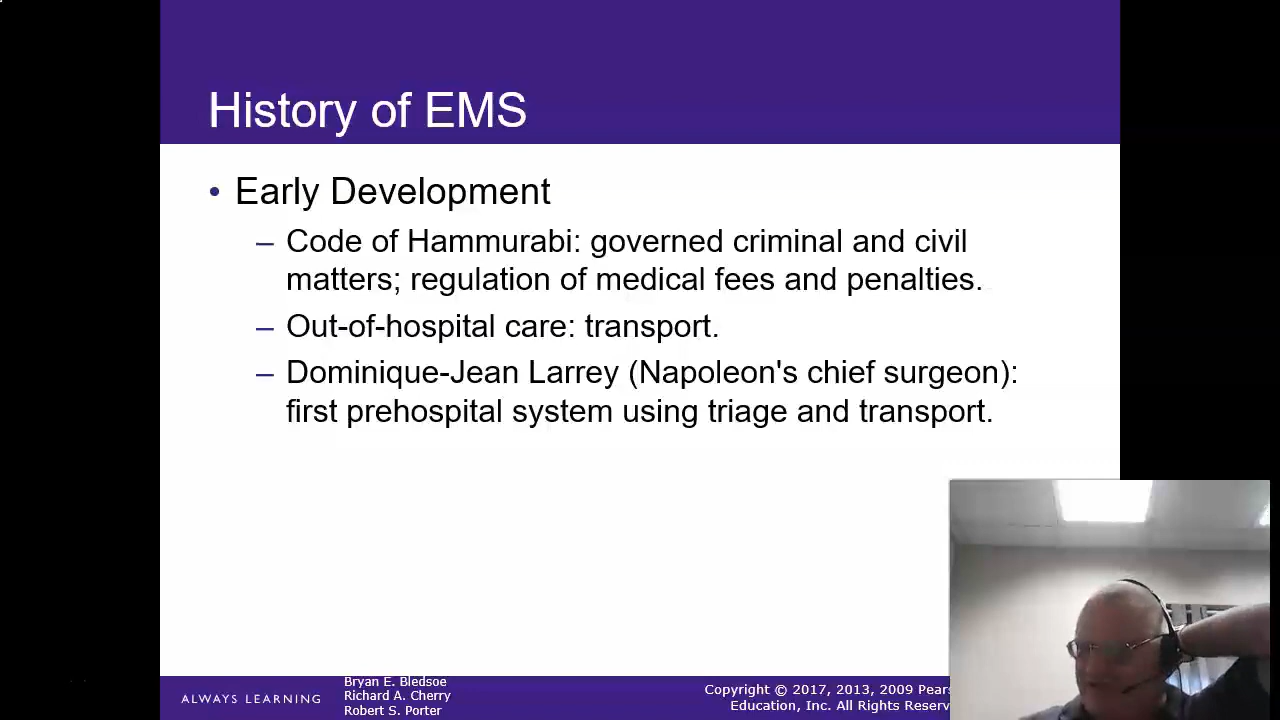 History of EMS
• Early Development
– Code of Hammurabi: governed criminal and civil
matters; regulation of medical fees and penalties.
– Out-of-hospital care: transport.
– Dominique-Jean Larrey (Napoleon's chief surgeon):
first prehospital system using triage and transport.
ALWAYS LEARNING
Bryan E. Bledsoe
Richard A. Cherry
Robert S. Porter
Copyright © 2017, 2013, 2009 Pears
Education, Inc. All Rights Reserv